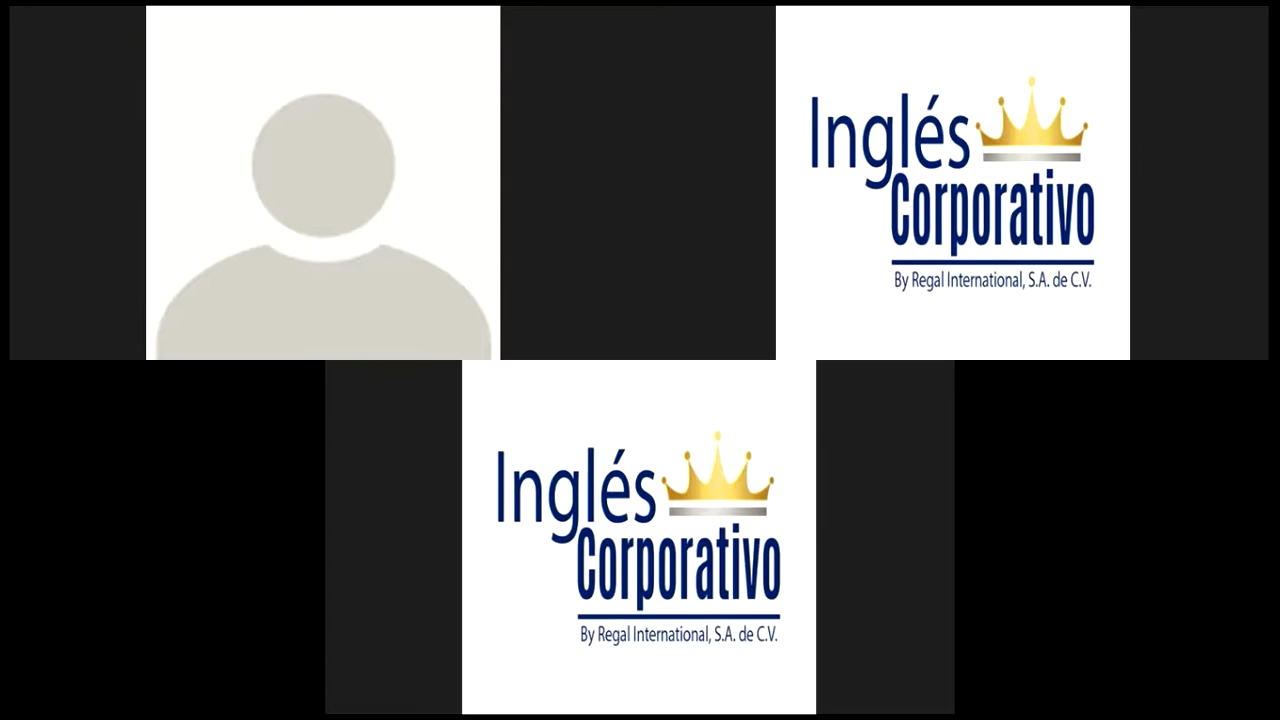 Inglés
Corporativo
By Regal International, S.A. de C.V.
Inglés
Corporativo
By Regal International, S.A. de C.V.